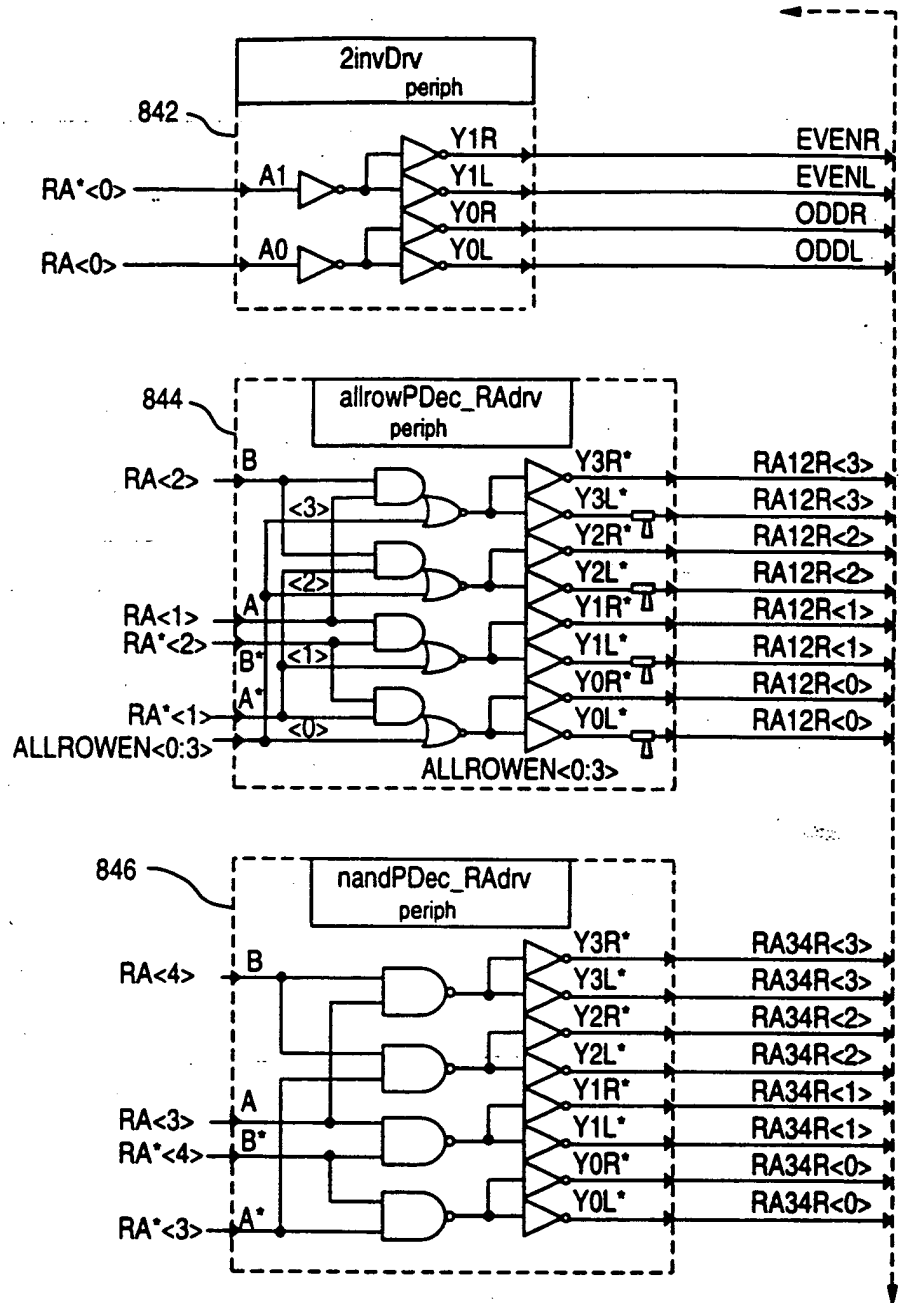 2invDrv
periph
842
Y1R EVENR
RA*<0> A1 Y1L EVENL
Y0R ODDR
RA<0> A0 Y0L ODDL
844
allrowPDec_RAdrv
periph
RA<2> B Y3R* RA12R<3>
<3> Y3L* RA12R<3>
Y2R* RA12R<2>
<2> Y2L* RA12R<2>
RA<1> A Y1R* RA12R<1>
RA*<2> B* <1> Y1L* RA12R<1>
RA*<1> A* Y0R* RA12R<0>
<0> Y0L* RA12R<0>
ALLROWEN<0:3> ALLROWEN<0:3>
846
nandPDec_RAdrv
periph
RA<4> B Y3R* RA34R<3>
Y3L* RA34R<3>
Y2R* RA34R<2>
Y2L* RA34R<2>
RA<3> A Y1R* RA34R<1>
RA*<4> B* Y1L* RA34R<1>
Y0R* RA34R<0>
RA*<3> A* Y0L* RA34R<0>